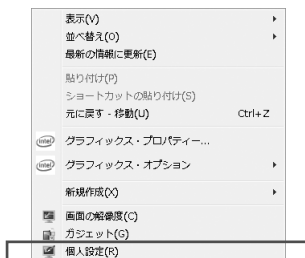 表示(V)
並べ替え(O)
最新の情報に更新(E)
貼り付け(P)
ショートカットの貼り付け(S)
元に戻す - 移動(U) Ctrl+Z
intel グラフィックス・プロパティー...
intel グラフィックス・オプション
新規作成(X)
画面の解像度(C)
ガジェット(G)
個人設定(R)